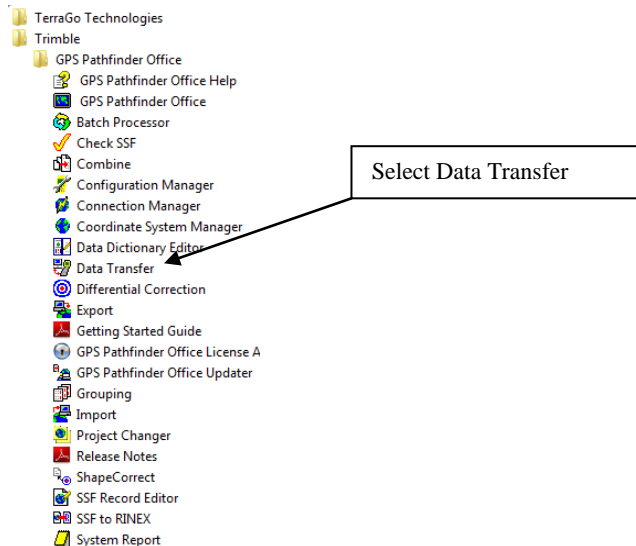 TerraGo Technologies
Trimble
GPS Pathfinder Office
GPS Pathfinder Office Help
GPS Pathfinder Office
Batch Processor
Check SSF
Combine
Configuration Manager
Connection Manager
Coordinate System Manager
Data Dictionary Editor
Data Transfer
Differential Correction
Export
Getting Started Guide
GPS Pathfinder Office License A
GPS Pathfinder Office Updater
Grouping
Import
Project Changer
Release Notes
ShapeCorrect
SSF Record Editor
SSF to RINEX
System Report
Select Data Transfer